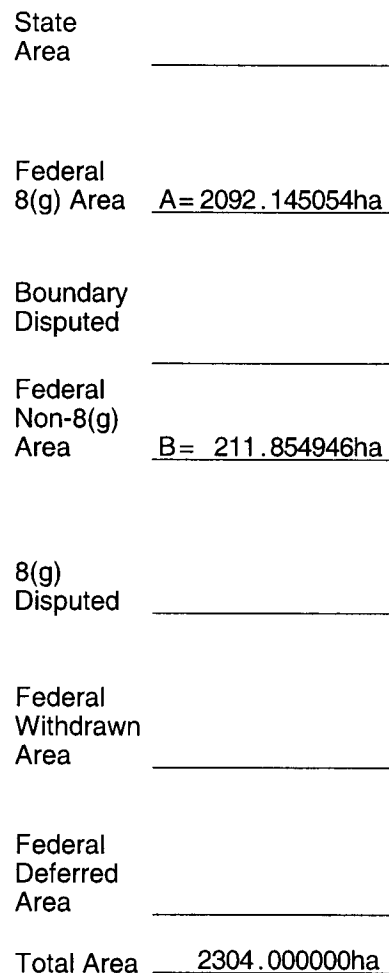 State
Area
Federal
8(g) Area A= 2092.145054ha
Boundary
Disputed
Federal
Non-8(g)
Area B= 211.854946ha
8(g)
Disputed
Federal
Withdrawn
Area
Federal
Deferred
Area
Total Area 2304.000000ha